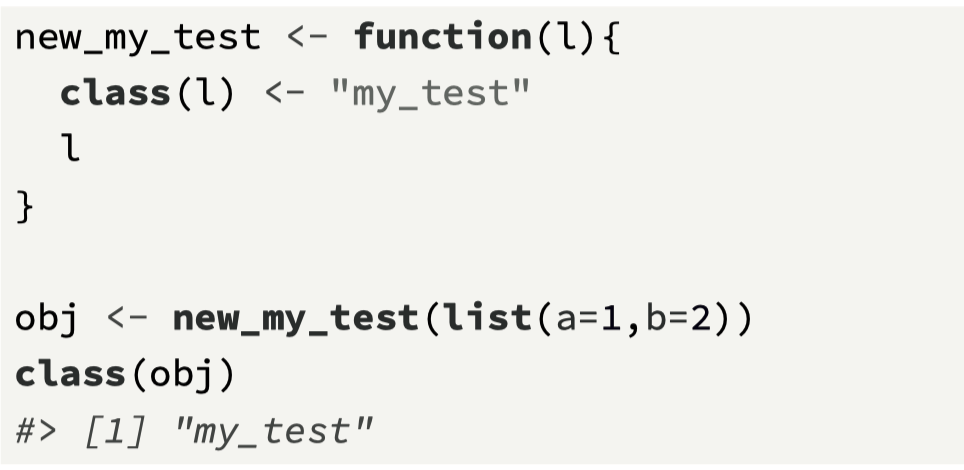 new_my_test <- function(l){
  class(l) <- "my_test"
  l
}

obj <- new_my_test(list(a=1,b=2))
class(obj)
#> [1] "my_test"